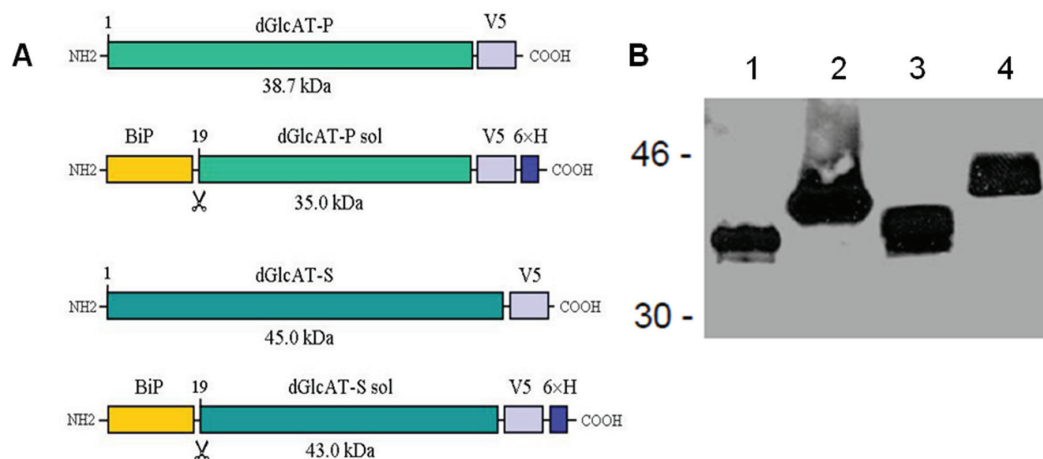 A
1 dGlcAT-P V5
NH2 COOH
38.7 kDa
BiP 19 dGlcAT-P sol V5 6×H
NH2 COOH
35.0 kDa
1 dGlcAT-S V5
NH2 COOH
45.0 kDa
BiP 19 dGlcAT-S sol V5 6×H
NH2 COOH
43.0 kDa
B
1 2 3 4
46 -
30 -